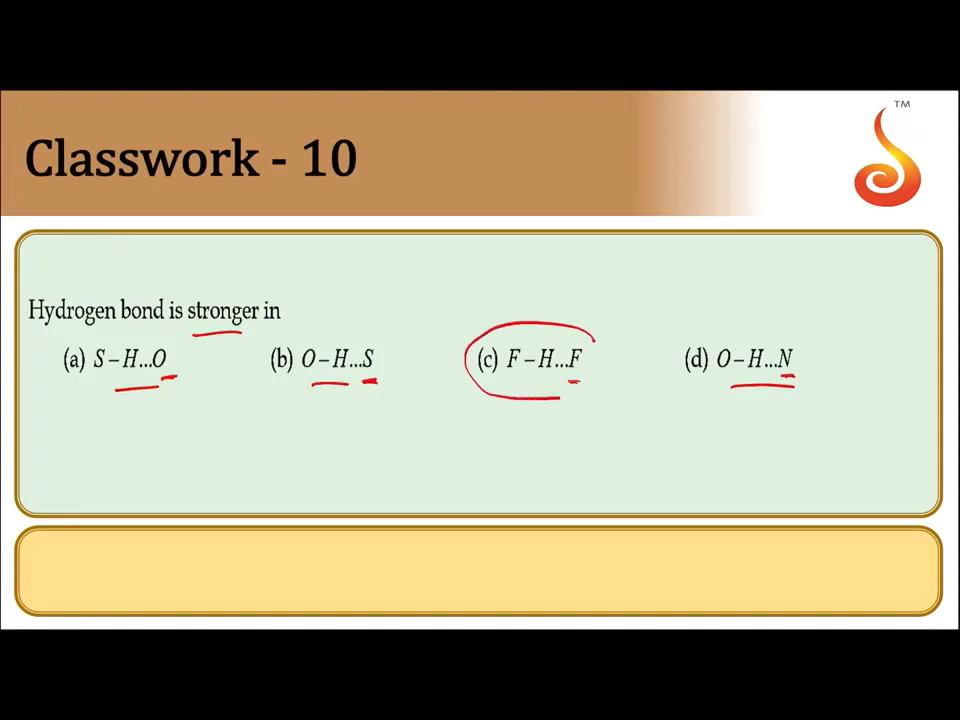 TM
Classwork - 10
Hydrogen bond is stronger in
(a) S – H...O (b) O – H...S (c) F – H...F (d) O – H...N